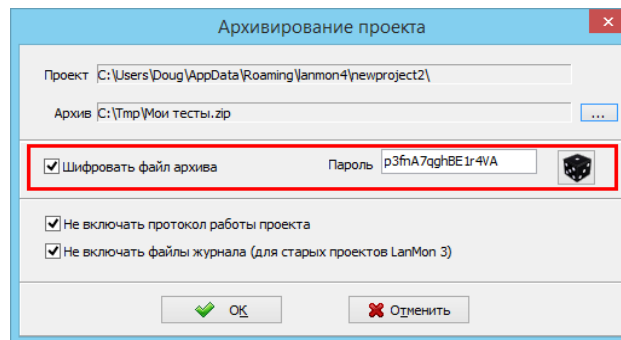 Архивирование проекта
Проект C:\Users\Doug\AppData\Roaming\lanmon4\newproject2\
Архив C:\Tmp\Мои тесты.zip ...
Шифровать файл архива Пароль p3fnA7qghBE1r4VA
Не включать протокол работы проекта
Не включать файлы журнала (для старых проектов LanMon 3)
OK Отменить